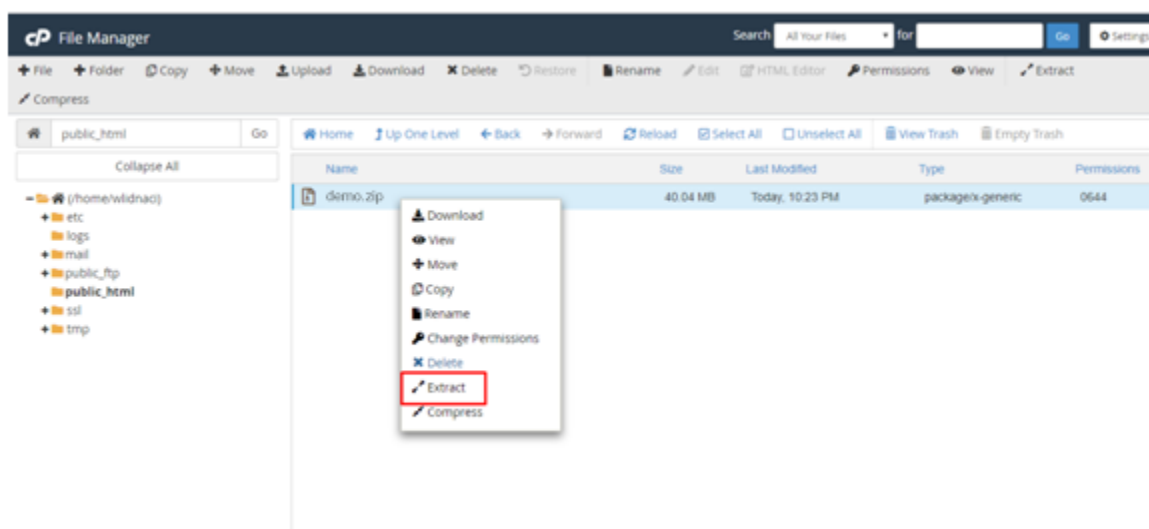 cP File Manager Search All Your Files for Go Settings
File Folder Copy Move Upload Download Delete Restore Rename Edit HTML Editor Permissions View Extract
Compress
public_html Go Home Up One Level Back Forward Reload Select All Unselect All View Trash Empty Trash
Collapse All
Name Size Last Modified Type Permissions
demo.zip 40.04 MB Today, 10:23 PM package/x-generic 0644
(/home/wlidnaci)
etc
logs
mail
public_ftp
public_html
ssl
tmp
Download
View
Move
Copy
Rename
Change Permissions
Delete
Extract
Compress